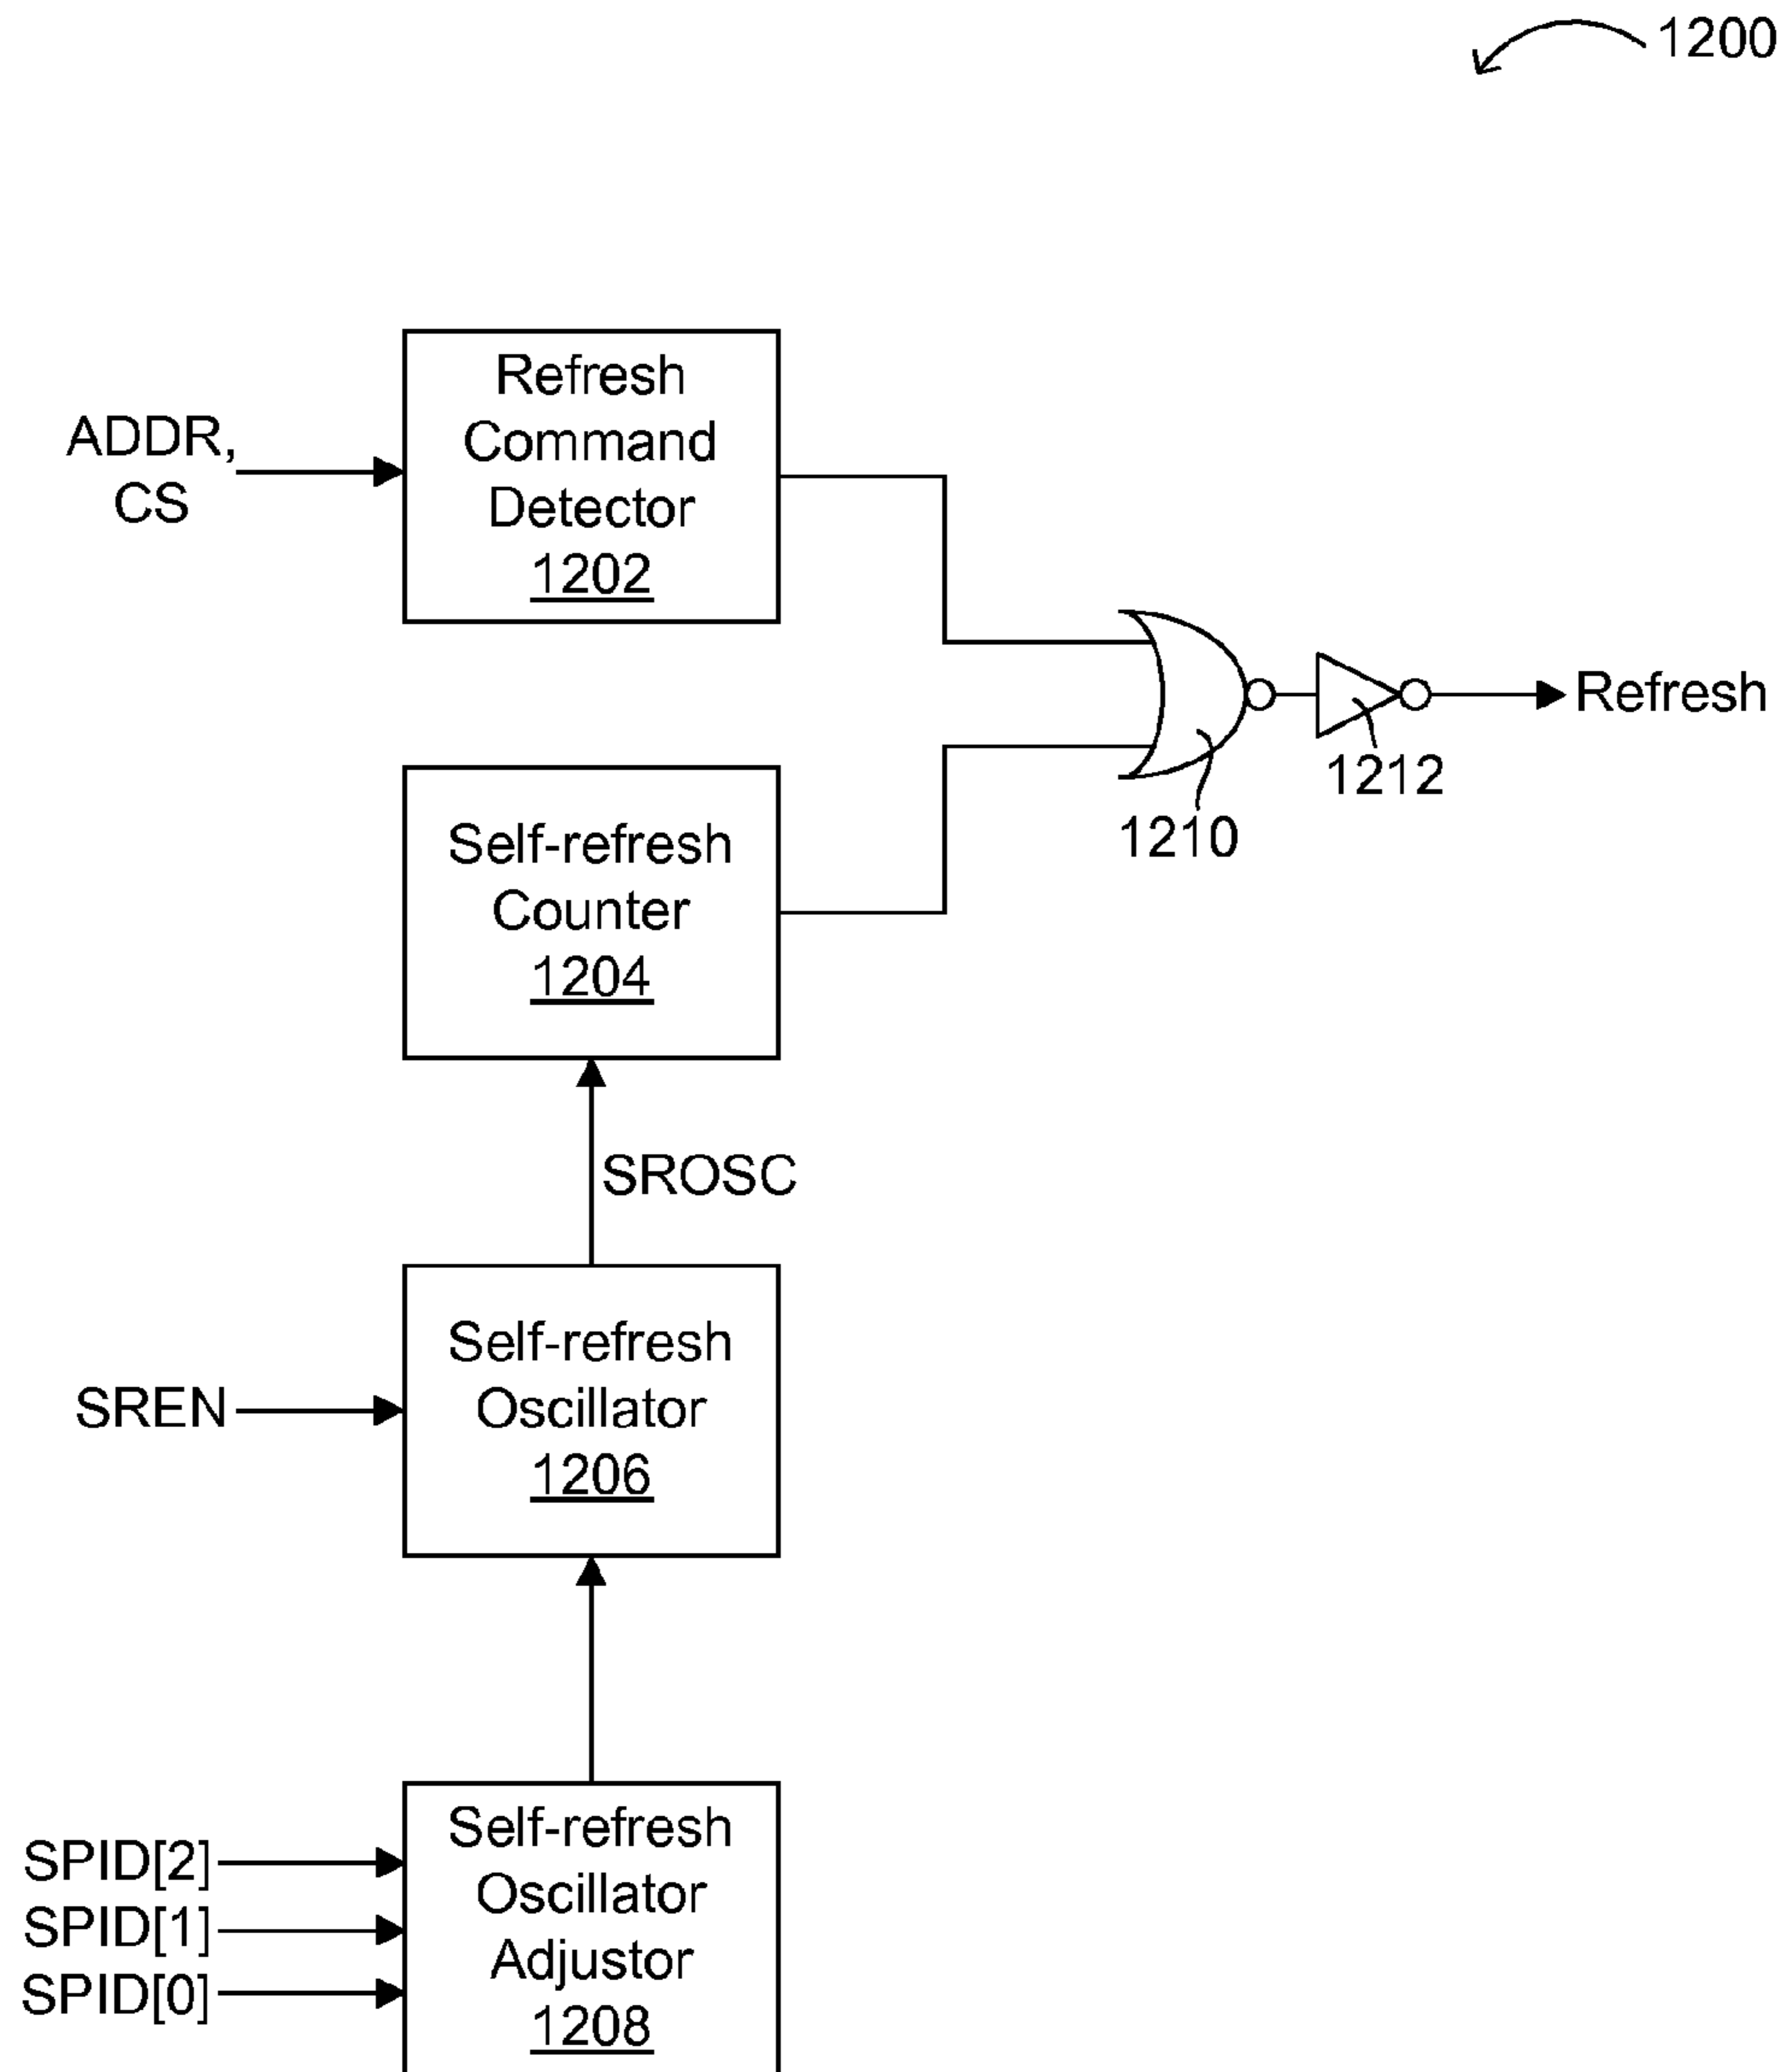 1200
Refresh
Command
Detector
1202
ADDR,
CS
Refresh
1212
1210
Self-refresh
Counter
1204
SROSC
Self-refresh
Oscillator
1206
SREN
Self-refresh
Oscillator
Adjustor
1208
SPID[2]
SPID[1]
SPID[0]